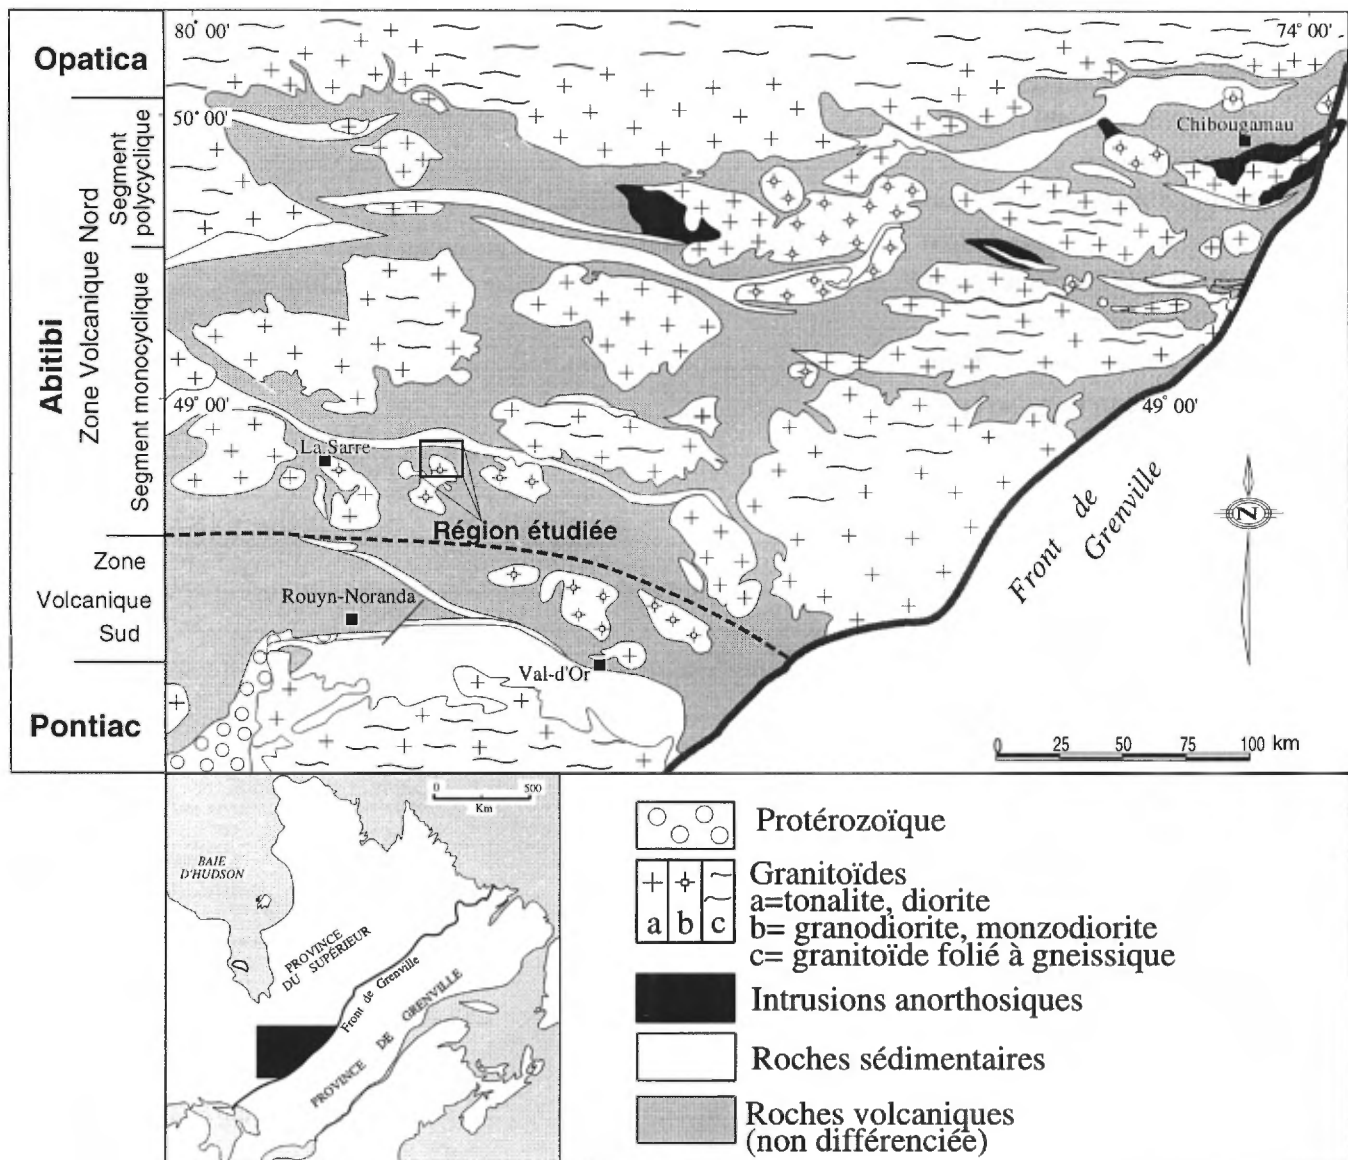 80° 00'
74° 00'
Opatica
50° 00'
Chibougamau
Abitibi
Zone Volcanique Nord
Segment
polycyclique
Segment monocyclique
49° 00'
49° 00'
La Sarre
Région étudiée
Front de Grenville
Zone
Volcanique
Sud
Rouyn-Noranda
Val-d'Or
Pontiac
N
0 25 50 75 100 km
0 500
Km
BAIE
D'HUDSON
PROVINCE
DU SUPÉRIEUR
Front de Grenville
PROVINCE DE GRENVILLE
Protérozoïque
a b c
Granitoïdes
a=tonalite, diorite
b= granodiorite, monzodiorite
c= granitoïde folié à gneissique
Intrusions anorthosiques
Roches sédimentaires
Roches volcaniques
(non différenciée)